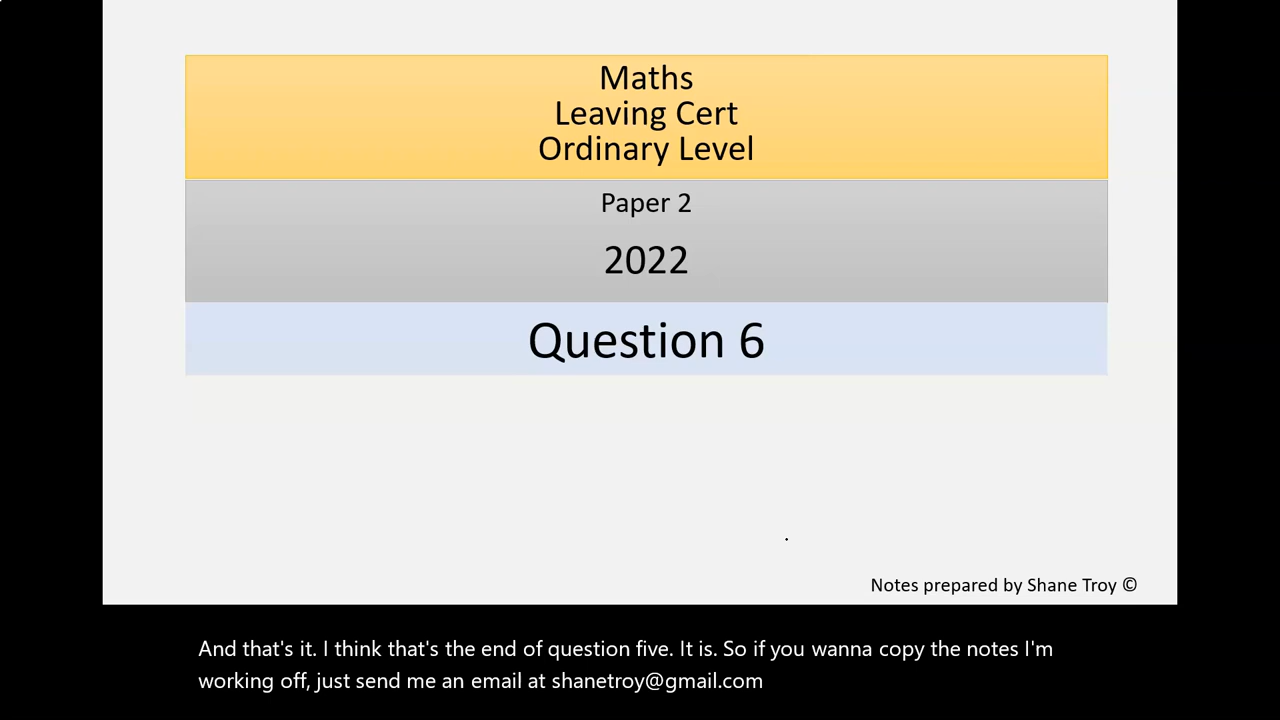 Maths
Leaving Cert
Ordinary Level
Paper 2
2022
Question 6
Notes prepared by Shane Troy ©
And that's it. I think that's the end of question five. It is. So if you wanna copy the notes I'm
working off, just send me an email at shanetroy@gmail.com